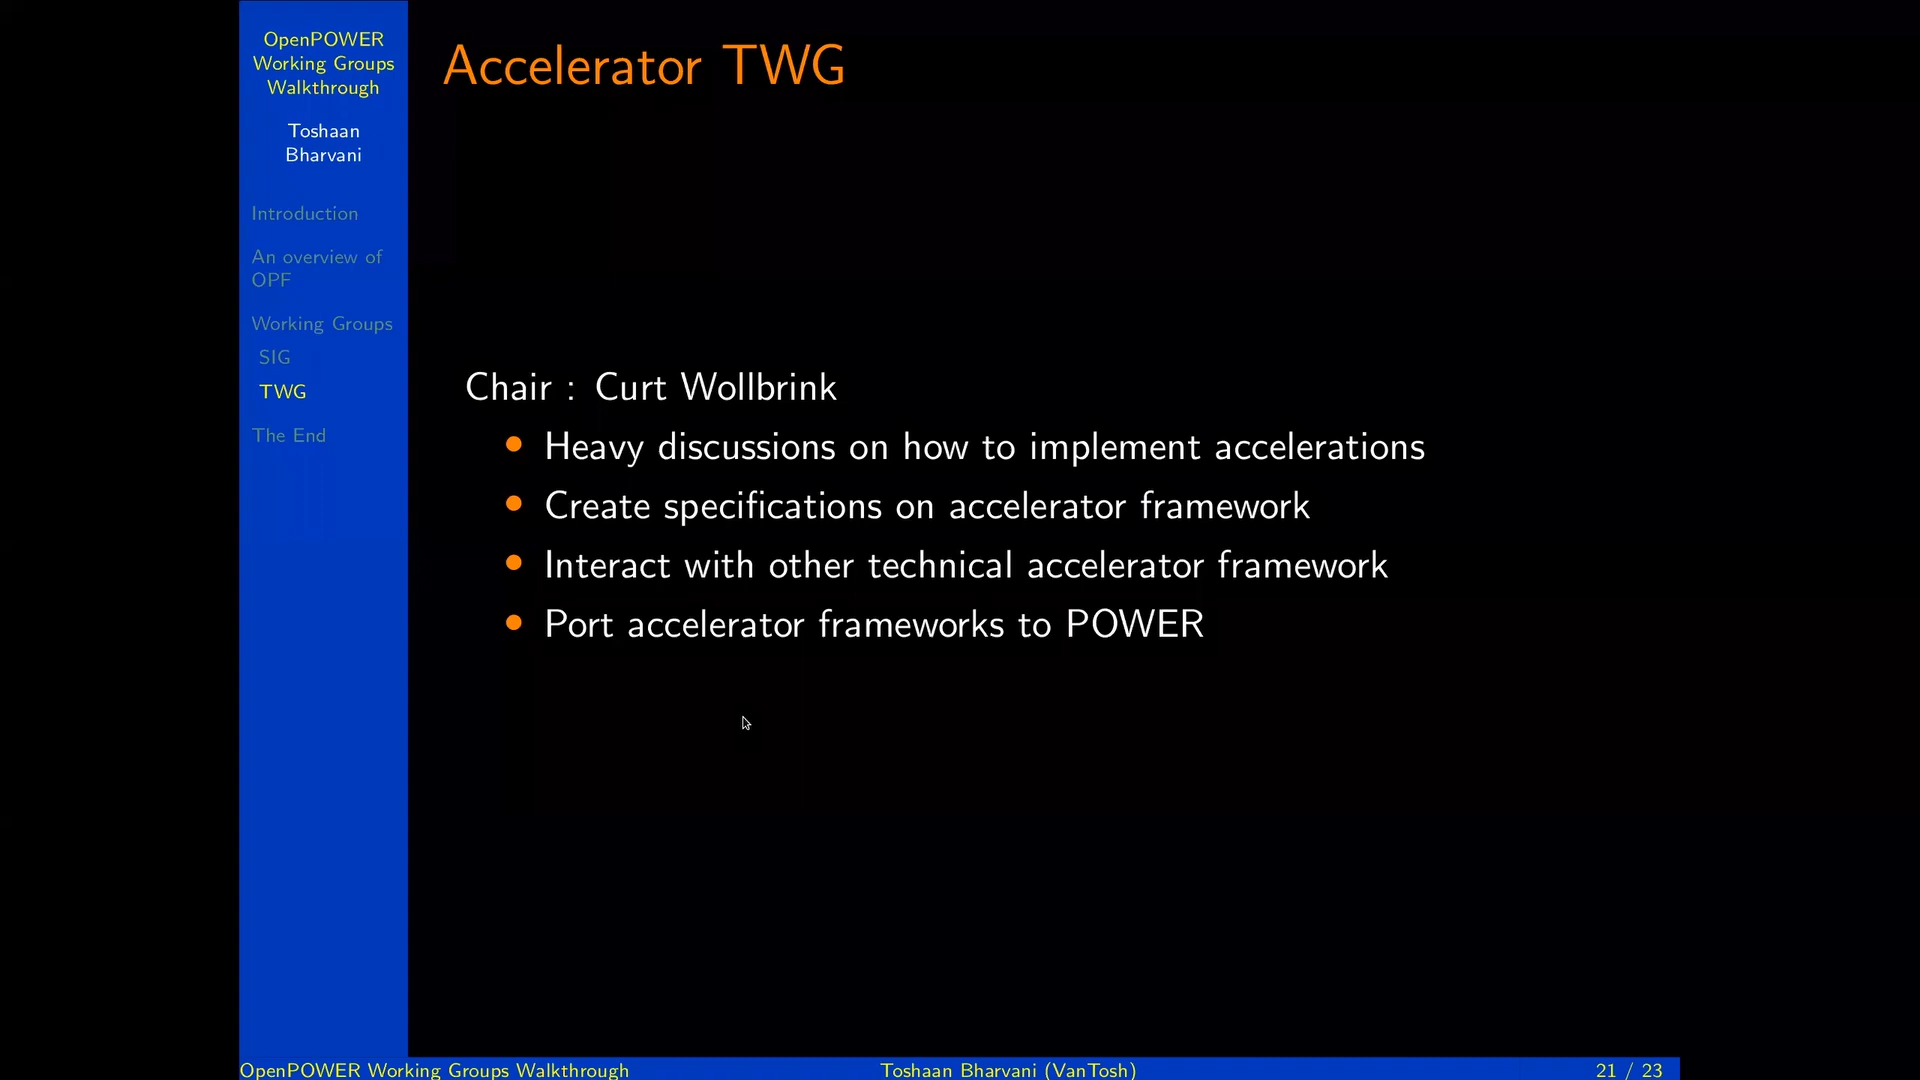 OpenPOWER
Working Groups
Walkthrough
Toshaan
Bharvani
Introduction
An overview of
OPF
Working Groups
SIG
TWG
The End
Accelerator TWG
Chair : Curt Wollbrink
Heavy discussions on how to implement accelerations
Create specifications on accelerator framework
Interact with other technical accelerator framework
Port accelerator frameworks to POWER
OpenPOWER Working Groups Walkthrough
Toshaan Bharvani (VanTosh)
21 / 23